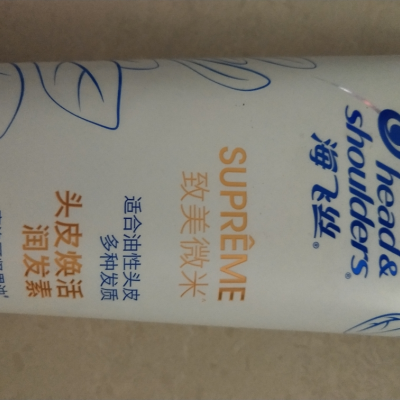 head &
shoulders®
海飞丝®
SUPRÊME
致美微米
适合油性头皮
多种发质
头皮焕活
润发素